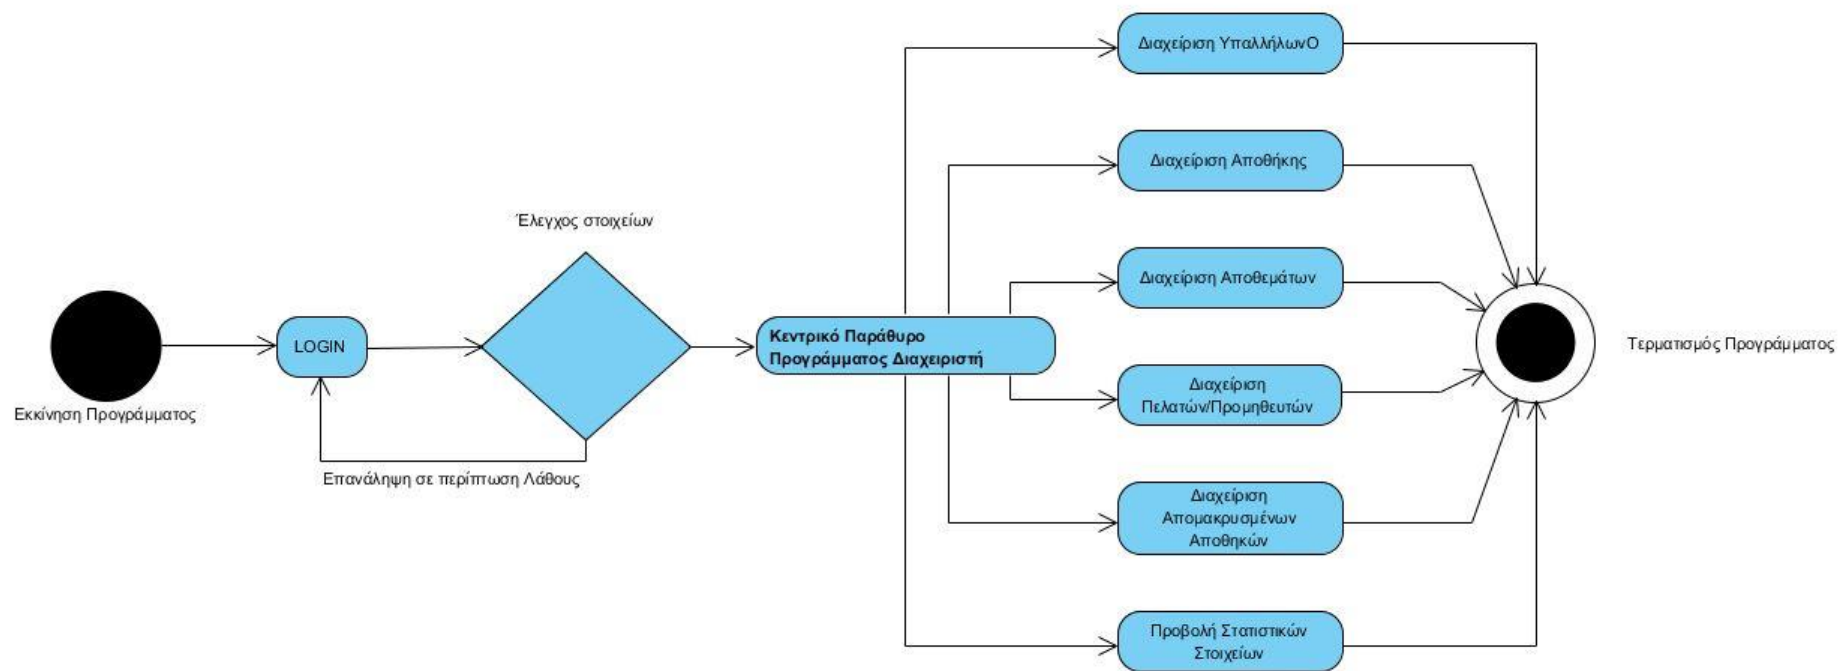 Εκκίνηση Προγράμματος
LOGIN
Έλεγχος στοιχείων
Επανάληψη σε περίπτωση Λάθους
Κεντρικό Παράθυρο
Προγράμματος Διαχειριστή
Διαχείριση ΥπαλλήλωνΟ
Διαχείριση Αποθήκης
Διαχείριση Αποθεμάτων
Διαχείριση
Πελατών/Προμηθευτών
Διαχείριση
Απομακρυσμένων
Αποθηκών
Προβολή Στατιστικών
Στοιχείων
Τερματισμός Προγράμματος